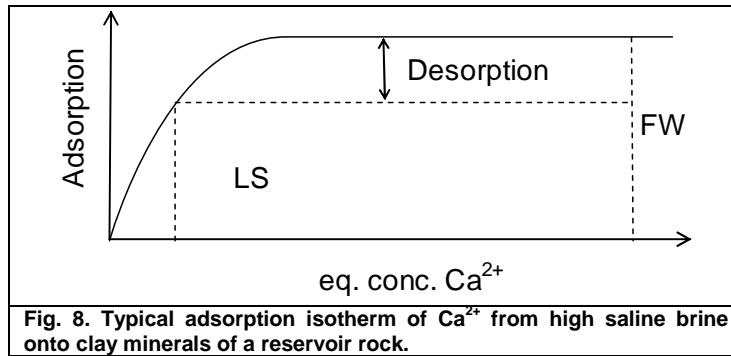 Adsorption
Desorption
FW
LS
eq. conc. Ca²⁺
Fig. 8. Typical adsorption isotherm of Ca²⁺ from high saline brine
onto clay minerals of a reservoir rock.